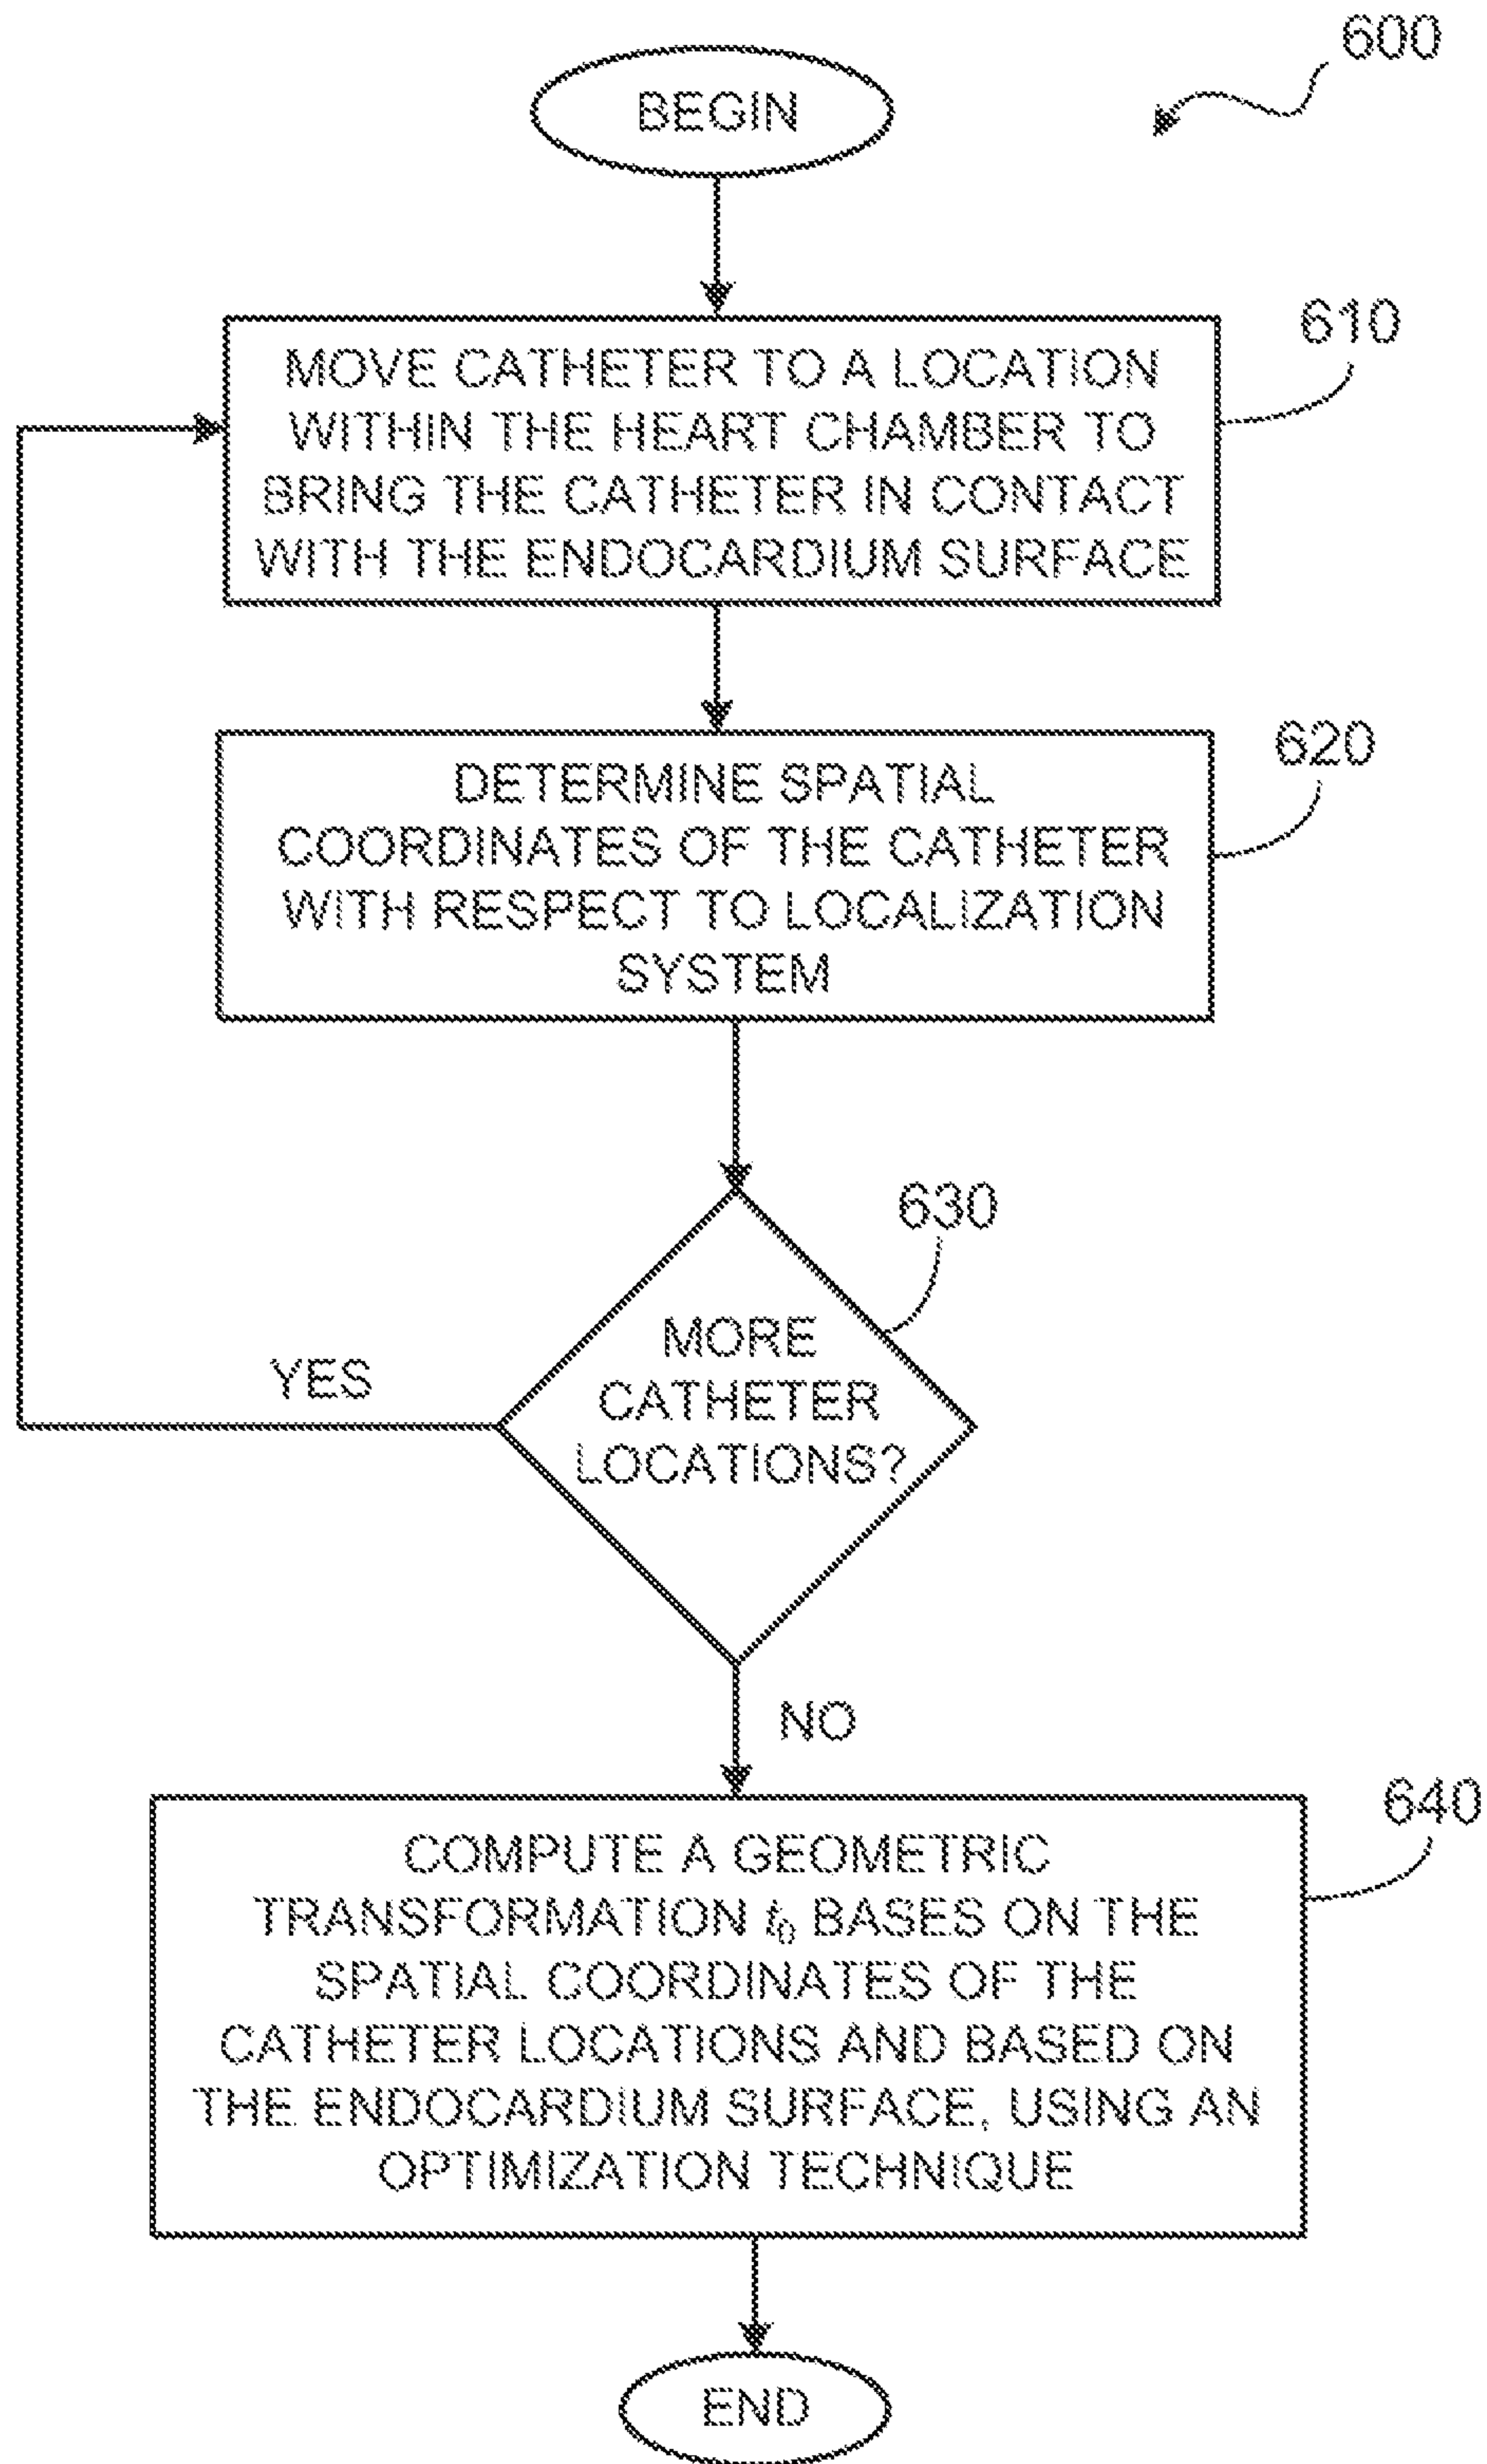 600
BEGIN
610
MOVE CATHETER TO A LOCATION
WITHIN THE HEART CHAMBER TO
BRING THE CATHETER IN CONTACT
WITH THE ENDOCARDIUM SURFACE
620
DETERMINE SPATIAL
COORDINATES OF THE CATHETER
WITH RESPECT TO LOCALIZATION
SYSTEM
630
MORE
CATHETER
LOCATIONS?
YES
NO
640
COMPUTE A GEOMETRIC
TRANSFORMATION t₀ BASES ON THE
SPATIAL COORDINATES OF THE
CATHETER LOCATIONS AND BASED ON
THE ENDOCARDIUM SURFACE, USING AN
OPTIMIZATION TECHNIQUE
END